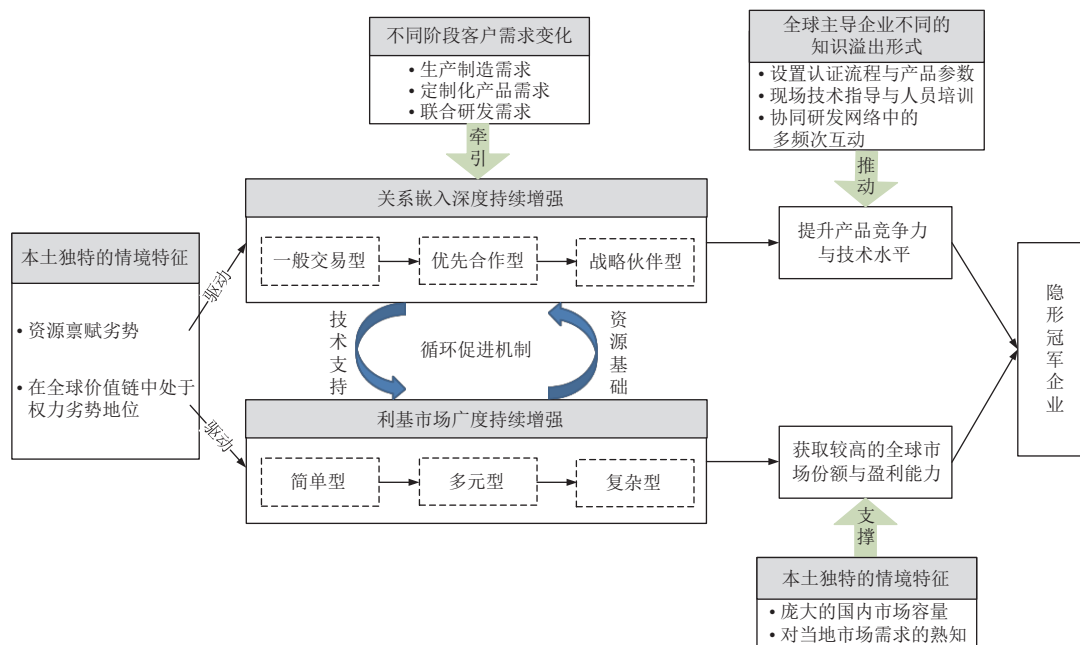 不同阶段客户需求变化
• 生产制造需求
• 定制化产品需求
• 联合研发需求
牵引
全球主导企业不同的
知识溢出形式
• 设置认证流程与产品参数
• 现场技术指导与人员培训
• 协同研发网络中的
多频次互动
推动
关系嵌入深度持续增强
一般交易型
优先合作型
战略伙伴型
提升产品竞争力
与技术水平
本土独特的情境特征
• 资源禀赋劣势
• 在全球价值链中处于
权力劣势地位
驱动
驱动
技术支持
循环促进机制
资源基础
利基市场广度持续增强
简单型
多元型
复杂型
获取较高的全球市
场份额与盈利能力
隐形冠军企业
支撑
本土独特的情境特征
• 庞大的国内市场容量
• 对当地市场需求的熟知